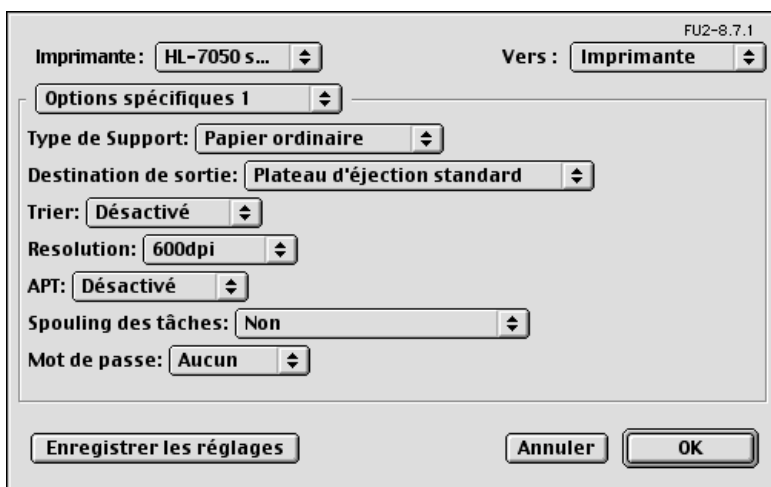 FU2-8.7.1
Imprimante: HL-7050 s... Vers : Imprimante
Options spécifiques 1
Type de Support: Papier ordinaire
Destination de sortie: Plateau d'éjection standard
Trier: Désactivé
Resolution: 600dpi
APT: Désactivé
Spouling des tâches: Non
Mot de passe: Aucun
Enregistrer les réglages Annuler OK